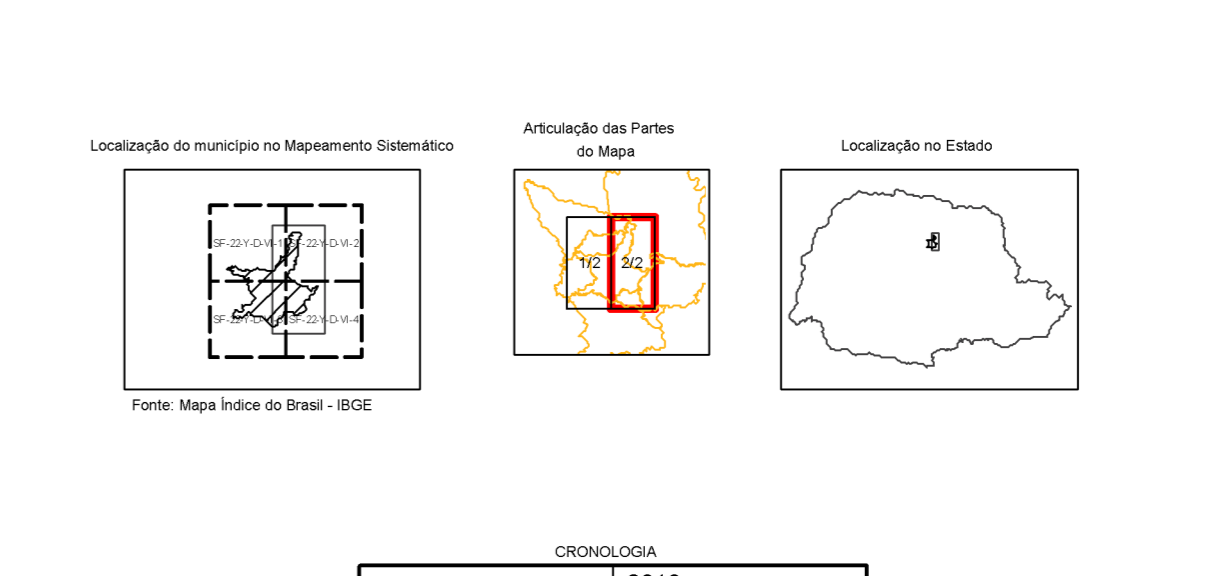 Localização do município no Mapeamento Sistemático
Articulação das Partes
do Mapa
Localização no Estado
SF-22-Y-D-VI-1
SF-22-Y-D-VI-2
SF-22-Y-D-VI-4
1/2
2/2
Fonte: Mapa Índice do Brasil - IBGE
CRONOLOGIA